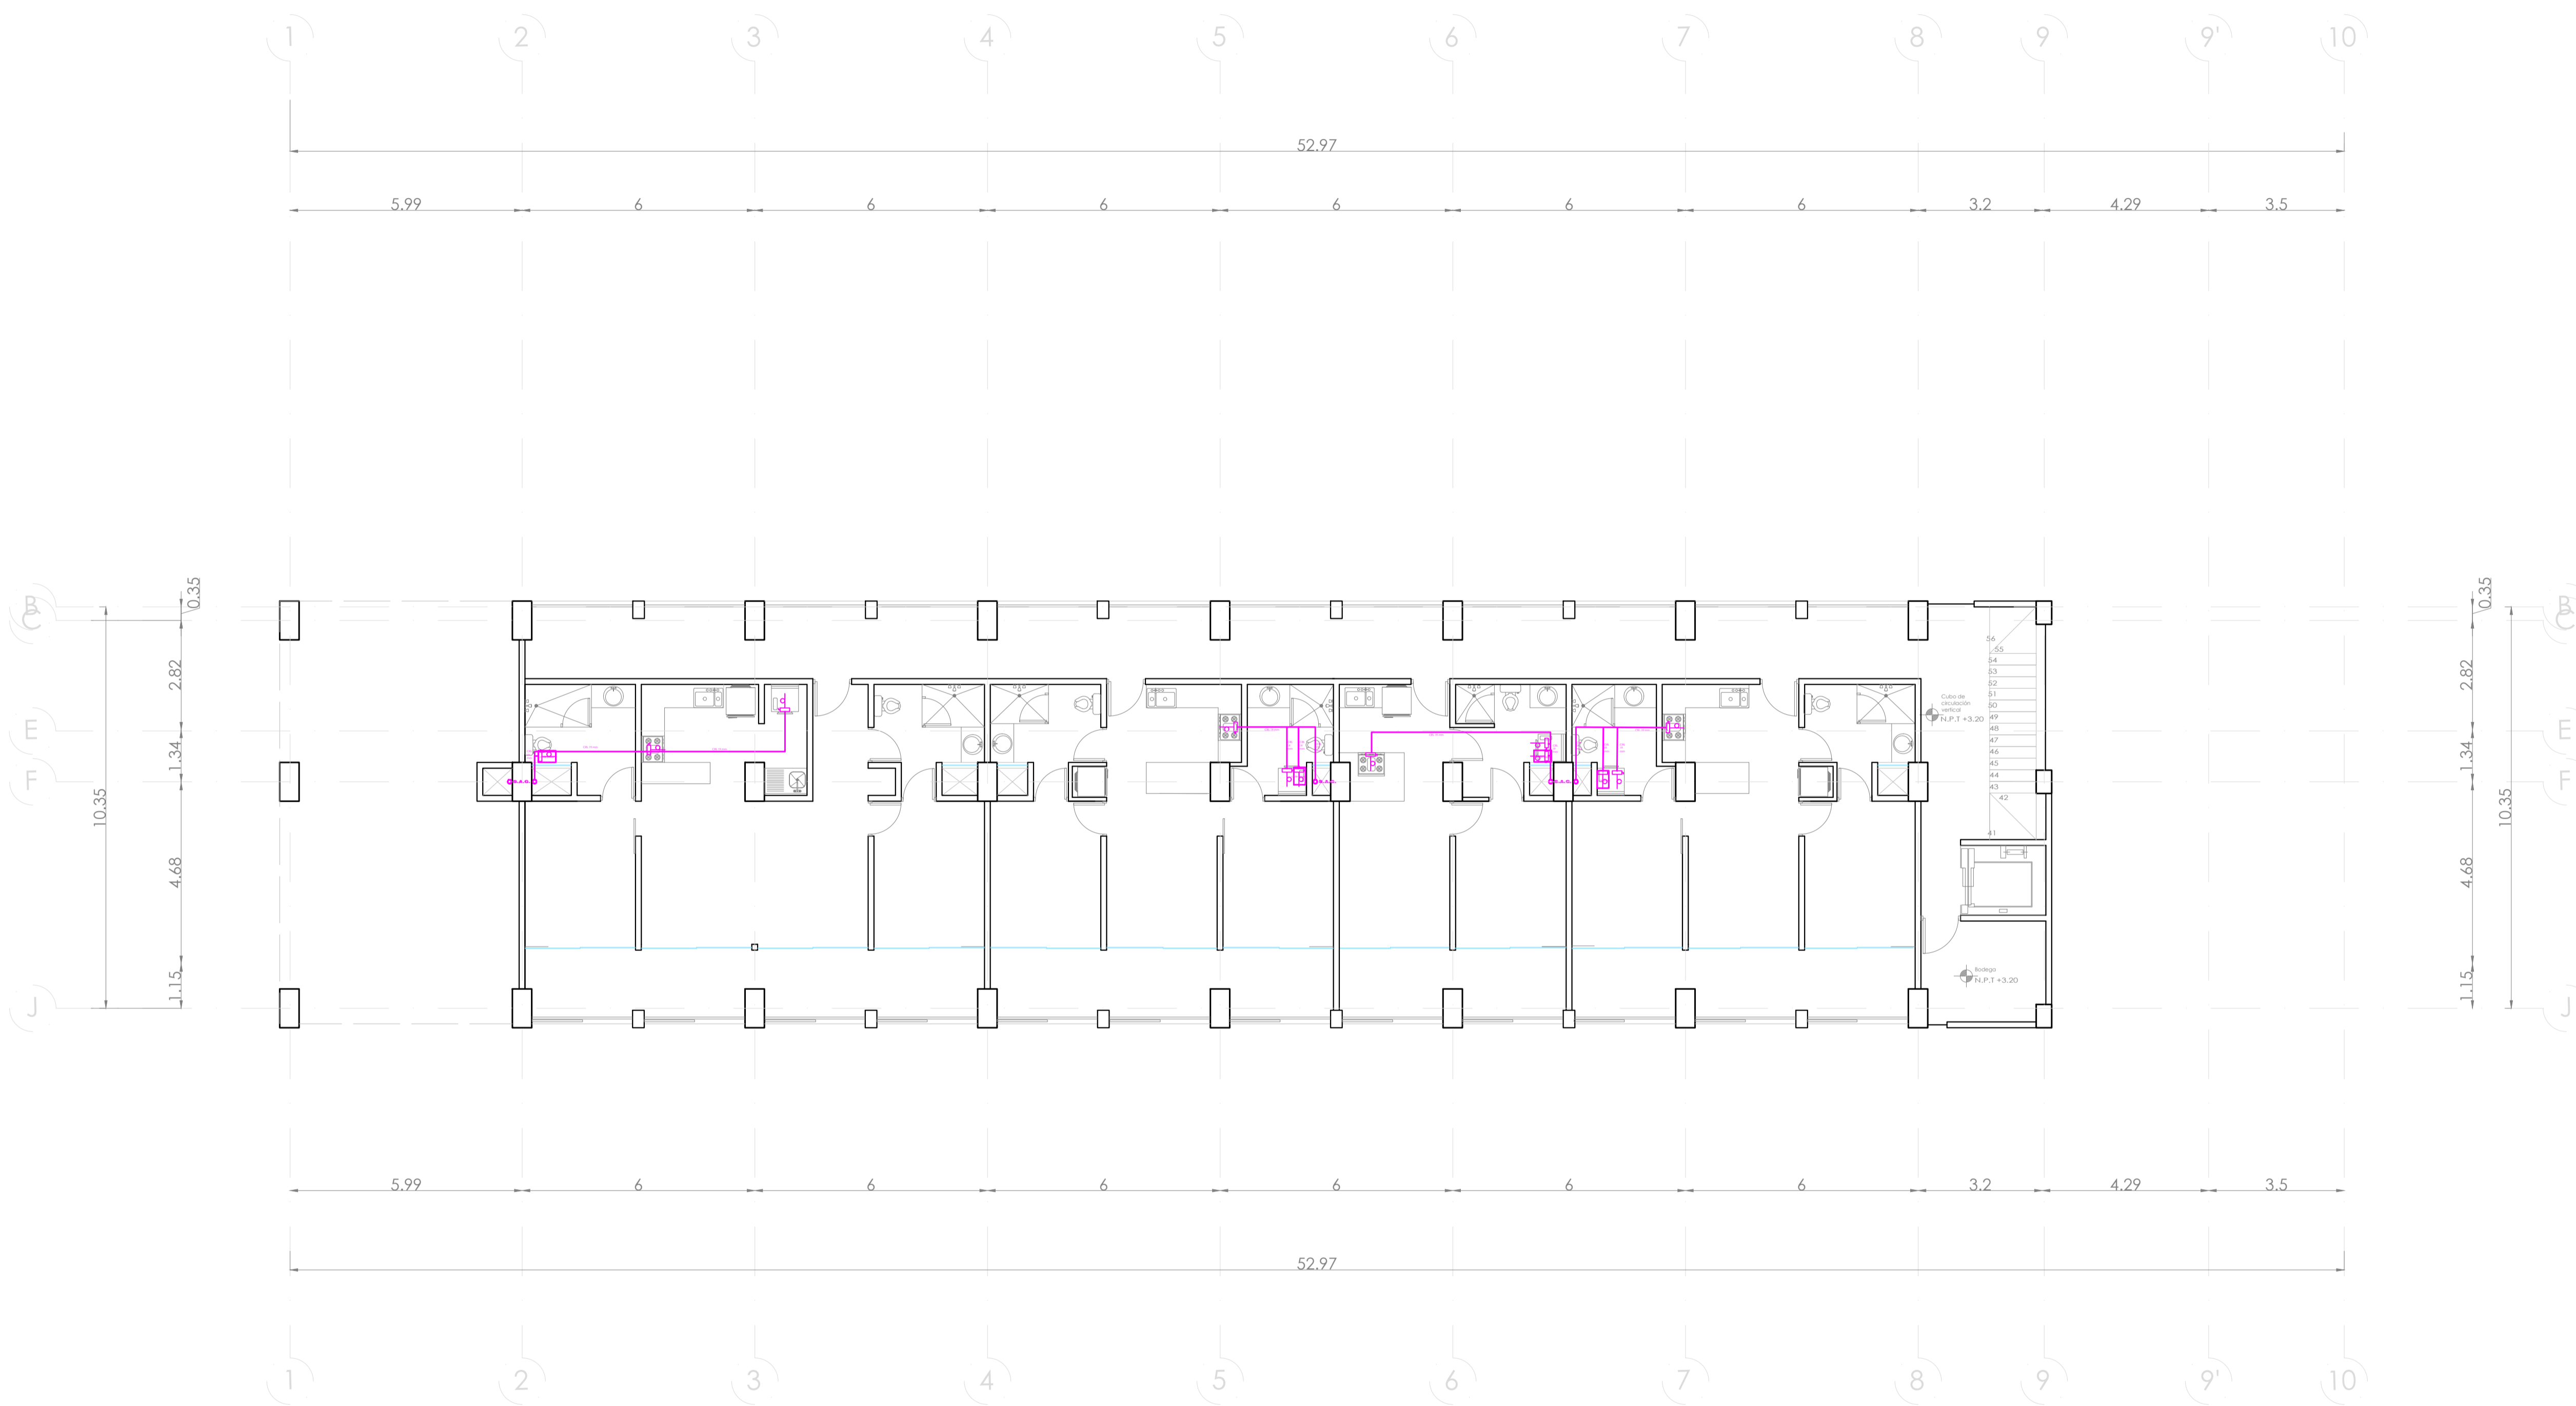 1 2 3 4 5 6 7 8 9 9' 10
52.97
5.99 6 6 6 6 6 6 3.2 4.29 3.5
B
C
E
F
J
0.35
2.82
1.34
4.68
1.15
10.35
56
55
54
53
52
51
50
49
48
47
46
45
44
43
42
41
Cubo de
circulación
vertical
N.P.T +3.20
Bodega
N.P.T +3.20
0.35
2.82
1.34
4.68
1.15
10.35
B
C
E
F
J
5.99 6 6 6 6 6 6 3.2 4.29 3.5
52.97
1 2 3 4 5 6 7 8 9 9' 10